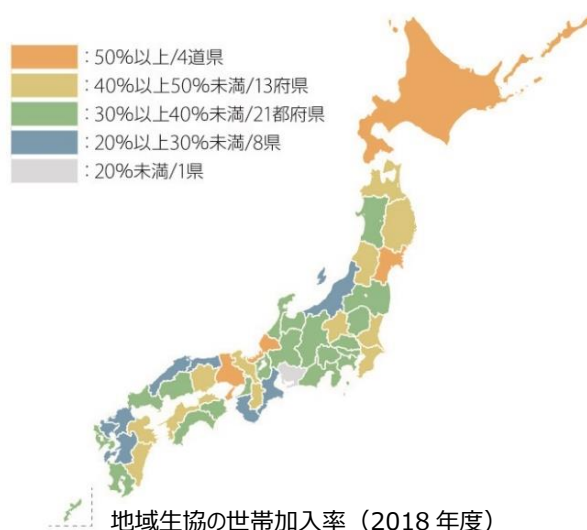 ：50%以上/4道県
：40%以上50%未満/13府県
：30%以上40%未満/21都府県
：20%以上30%未満/8県
：20%未満/1県
地域生協の世帯加入率（2018 年度）